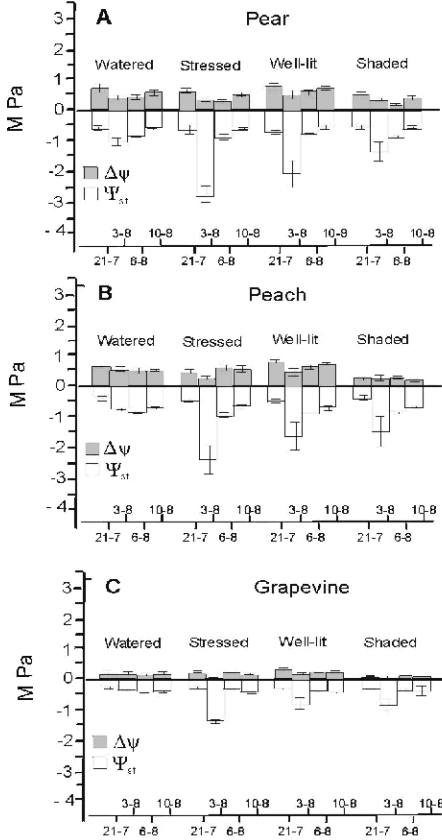 A Pear
3
2
1
0
-1
-2
-3
- 4
M Pa
Watered Stressed Well-lit Shaded
Δψ
Ψst
3-8 10-8 3-8 10-8 3-8 10-8 3-8 10-8
21-7 6-8 21-7 6-8 21-7 6-8 21-7 6-8
B Peach
3
2
1
0
-1
-2
-3
- 4
M Pa
Watered Stressed Well-lit Shaded
Δψ
Ψst
3-8 10-8 3-8 10-8 3-8 10-8 3-8 10-8
21-7 6-8 21-7 6-8 21-7 6-8 21-7 6-8
C Grapevine
3
2
1
0
-1
-2
-3
- 4
M Pa
Watered Stressed Well-lit Shaded
Δψ
Ψst
3-8 10-8 3-8 10-8 3-8 10-8 3-8 10-8
21-7 6-8 21-7 6-8 21-7 6-8 21-7 6-8